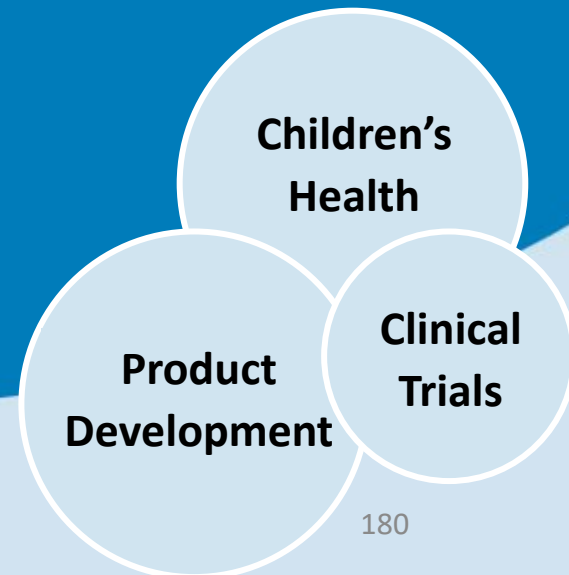 Children’s
Health
Clinical
Trials
Product
Development
180